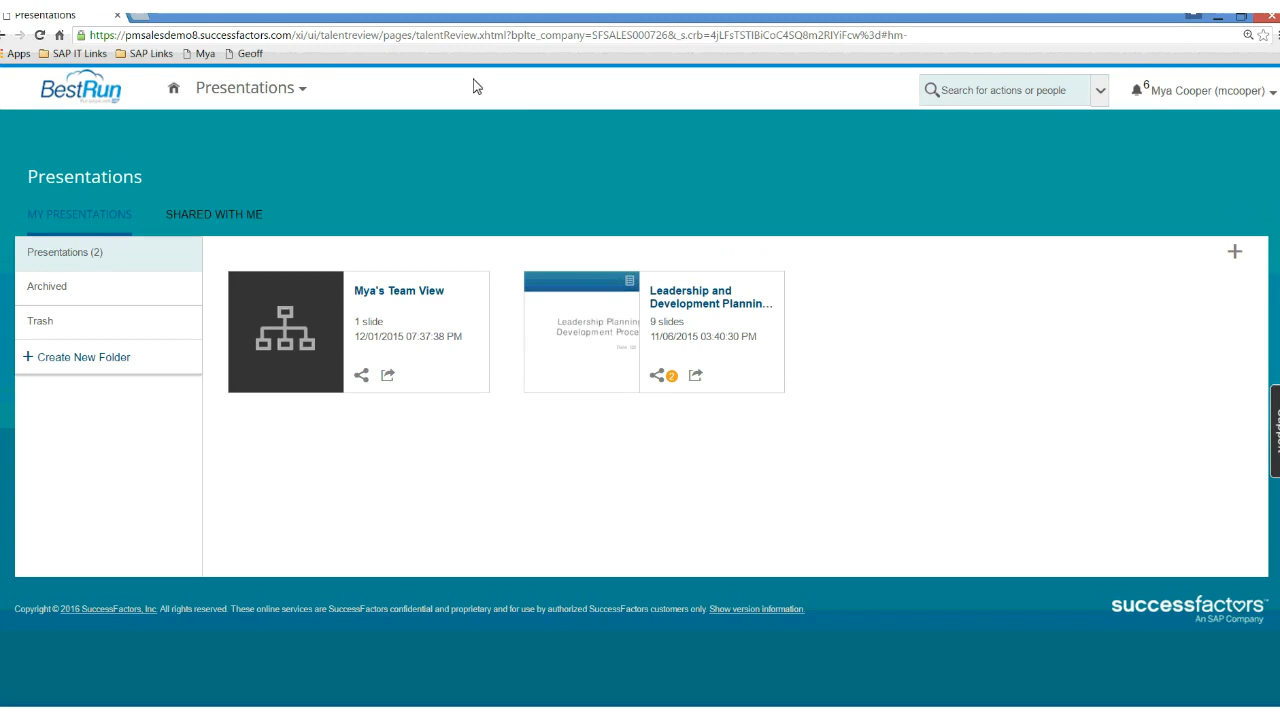 Presentations
https://pmsalesdemo8.successfactors.com/xi/ui/talentreview/pages/talentReview.xhtml?bplte_company=SFSALES000726&_s.crb=4jLFsTSTIBiCoC4SQ8m2RIYiFcw%3d#hm-
Apps SAP IT Links SAP Links Mya Geoff
BestRun
Presentations
Search for actions or people
6
Mya Cooper (mcooper)
Presentations
MY PRESENTATIONS SHARED WITH ME
Presentations (2)
Archived
Trash
Create New Folder
Mya's Team View
1 slide
12/01/2015 07:37:38 PM
Leadership Plannin
Development Proce
Leadership and
Development Plannin...
9 slides
11/06/2015 03:40:30 PM
2
Copyright © 2016 SuccessFactors, Inc. All rights reserved. These online services are SuccessFactors confidential and proprietary and for use by authorized SuccessFactors customers only. Show version information.
successfactors™
An SAP Company